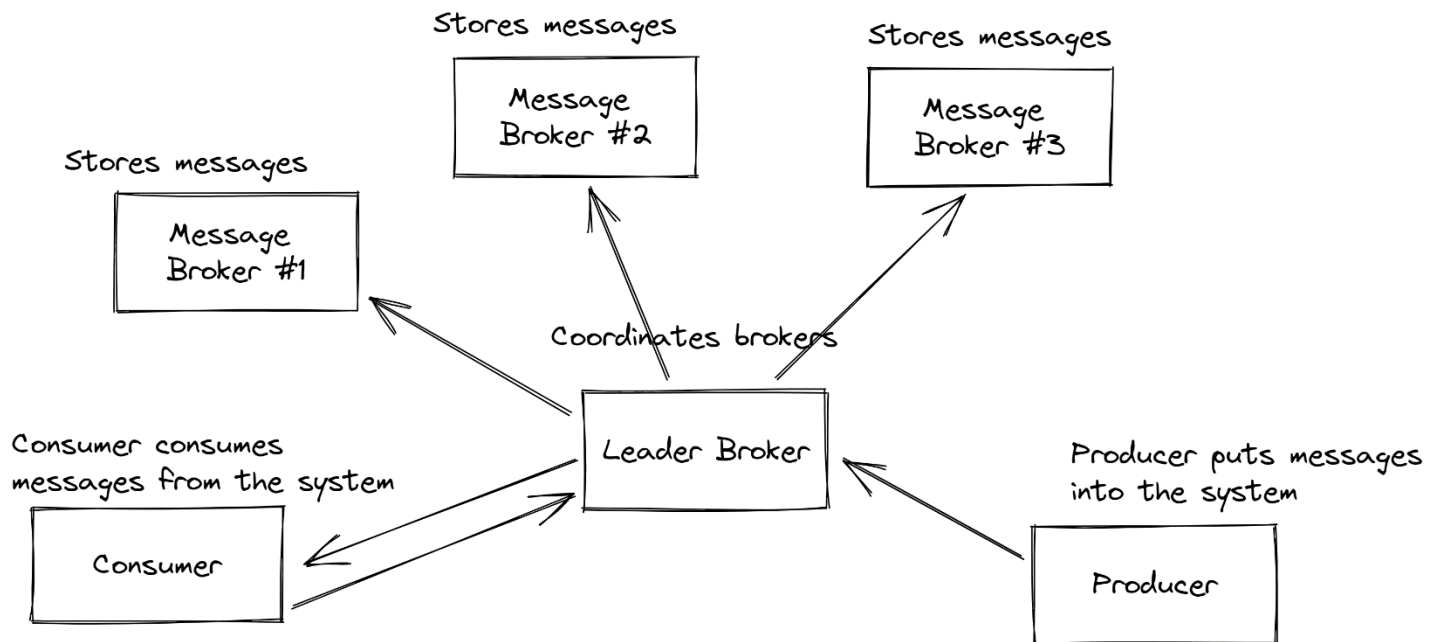 Stores messages
Message
Broker #2
Stores messages
Message
Broker #3
Stores messages
Message
Broker #1
Coordinates brokers
Leader Broker
Consumer consumes
messages from the system
Consumer
Producer puts messages
into the system
Producer